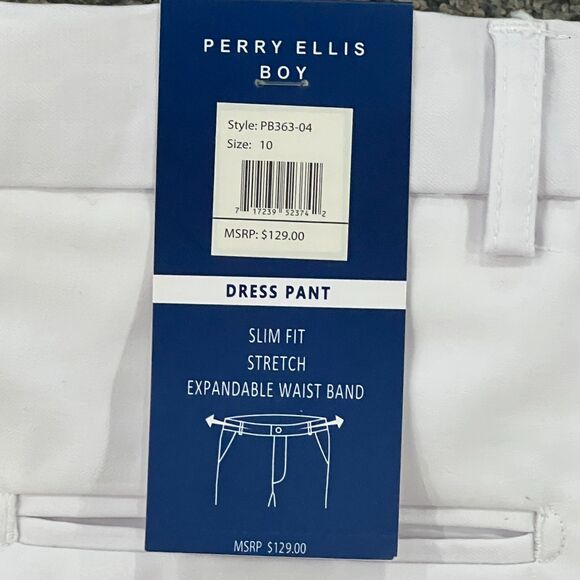 PERRY ELLIS
BOY
Style: PB363-04
Size: 10
7 17239 52374 2
MSRP: $129.00
DRESS PANT
SLIM FIT
STRETCH
EXPANDABLE WAIST BAND
MSRP $129.00